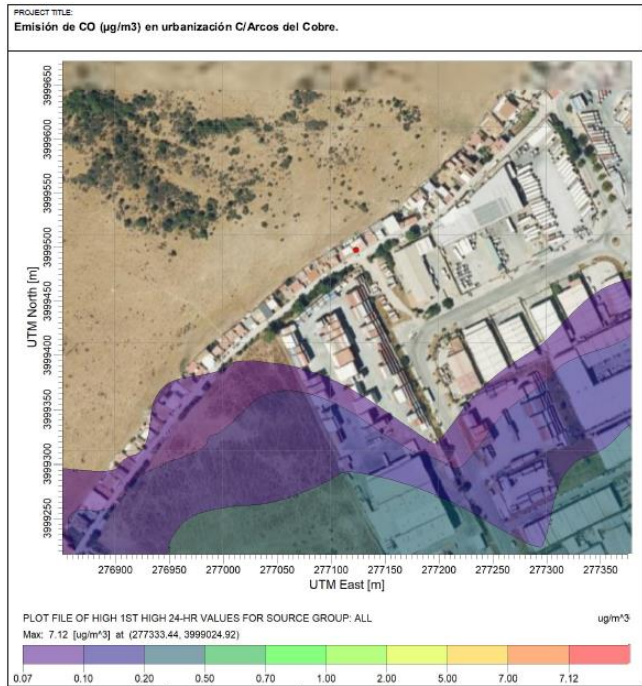 PROJECT TITLE:
Emisión de CO (µg/m3) en urbanización C/Arcos del Cobre.
UTM North [m]
3999650
3999600
3999550
3999500
3999450
3999400
3999350
3999300
3999250
276900 276950 277000 277050 277100 277150 277200 277250 277300 277350
UTM East [m]
PLOT FILE OF HIGH 1ST HIGH 24-HR VALUES FOR SOURCE GROUP: ALL
ug/m^3
Max: 7.12 [ug/m^3] at (277333.44, 3999024.92)
0.07 0.10 0.20 0.50 0.70 1.00 2.00 5.00 7.00 7.12